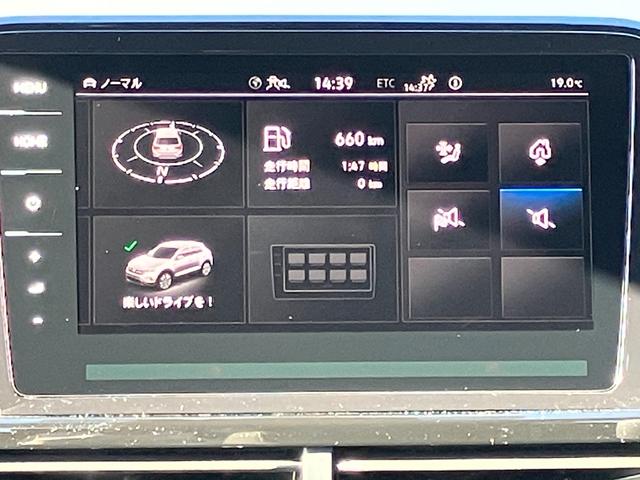 MENU
HOME
ノーマル
14:39
ETC
14:37
19.0℃
N
660 km
走行時間 1:47 時間
走行距離 0 km
楽しいドライブを！